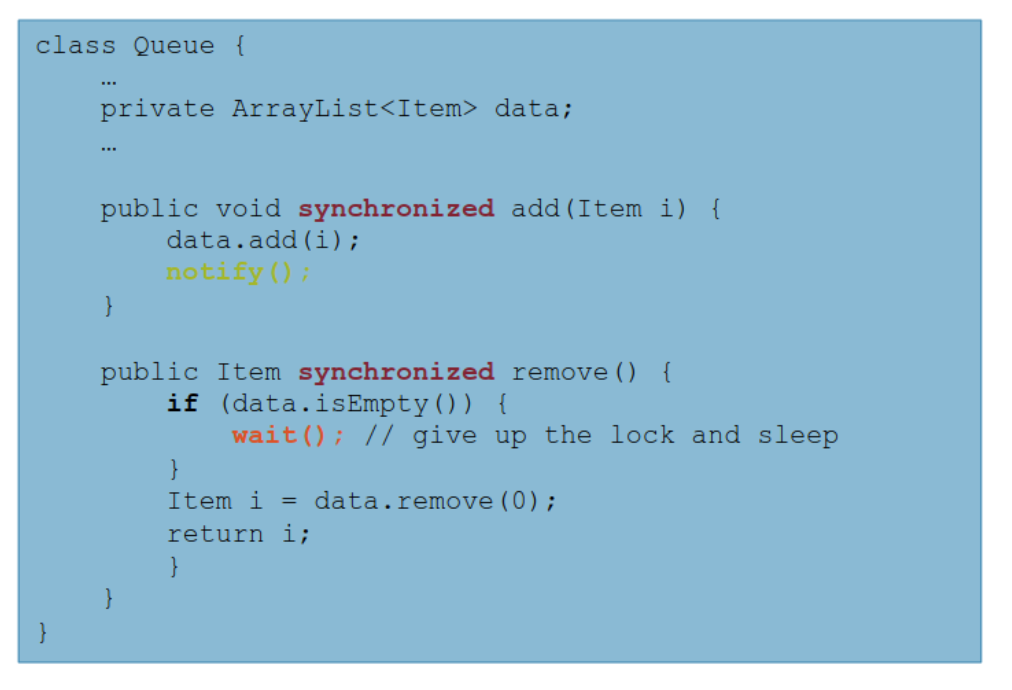 class Queue {
…
private ArrayList<Item> data;
…
public void synchronized add(Item i) {
data.add(i);
notify();
}
public Item synchronized remove() {
if (data.isEmpty()) {
wait(); // give up the lock and sleep
}
Item i = data.remove(0);
return i;
}
}
}